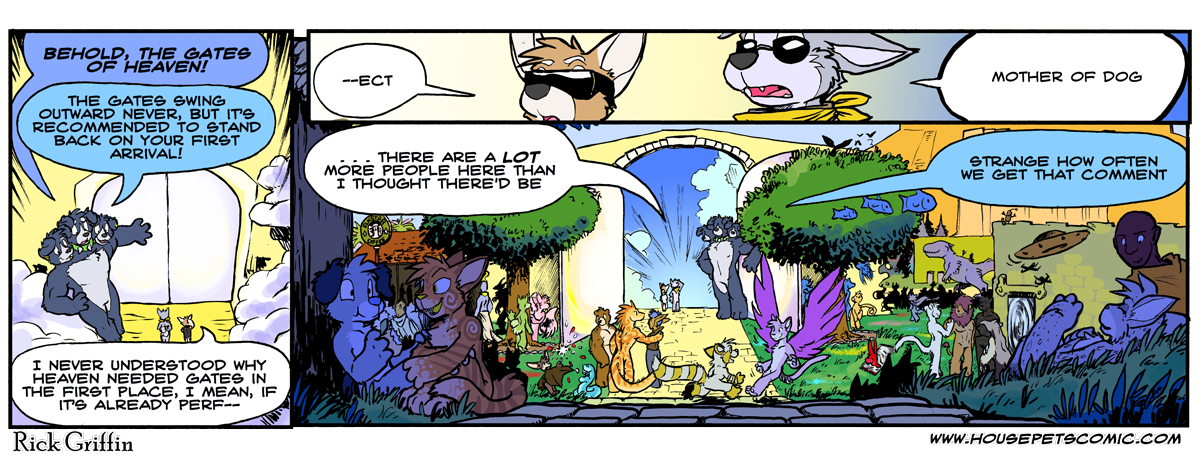 BEHOLD, THE GATES
OF HEAVEN!
THE GATES SWING
OUTWARD NEVER, BUT IT'S
RECOMMENDED TO STAND
BACK ON YOUR FIRST
ARRIVAL!
I NEVER UNDERSTOOD WHY
HEAVEN NEEDED GATES IN
THE FIRST PLACE, I MEAN, IF
IT'S ALREADY PERF--
--ECT
MOTHER OF DOG
. . . THERE ARE A LOT
MORE PEOPLE HERE THAN
I THOUGHT THERE'D BE
STRANGE HOW OFTEN
WE GET THAT COMMENT
Rick Griffin
WWW.HOUSEPETSCOMIC.COM